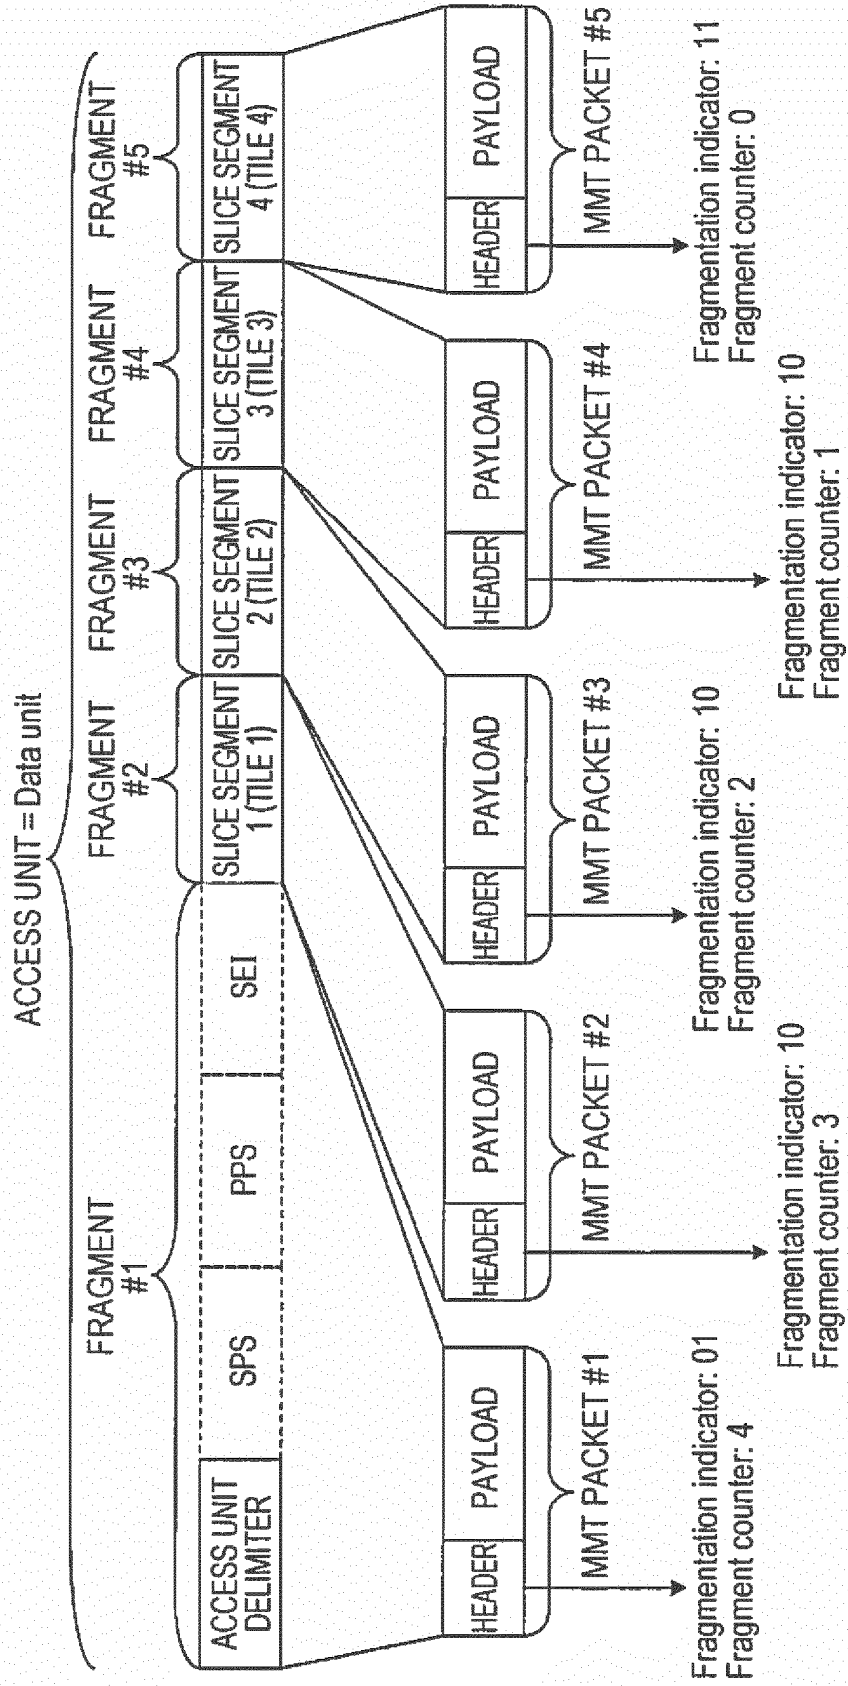 ACCESS UNIT = Data unit
FRAGMENT
#1
FRAGMENT
#2
FRAGMENT
#3
FRAGMENT
#4
FRAGMENT
#5
ACCESS UNIT
DELIMITER
SPS
PPS
SEI
SLICE SEGMENT
1 (TILE 1)
SLICE SEGMENT
2 (TILE 2)
SLICE SEGMENT
3 (TILE 3)
SLICE SEGMENT
4 (TILE 4)
HEADER
PAYLOAD
HEADER
PAYLOAD
HEADER
PAYLOAD
HEADER
PAYLOAD
HEADER
PAYLOAD
MMT PACKET #1
MMT PACKET #2
MMT PACKET #3
MMT PACKET #4
MMT PACKET #5
Fragmentation indicator: 01
Fragment counter: 4
Fragmentation indicator: 10
Fragment counter: 3
Fragmentation indicator: 10
Fragment counter: 2
Fragmentation indicator: 10
Fragment counter: 1
Fragmentation indicator: 11
Fragment counter: 0